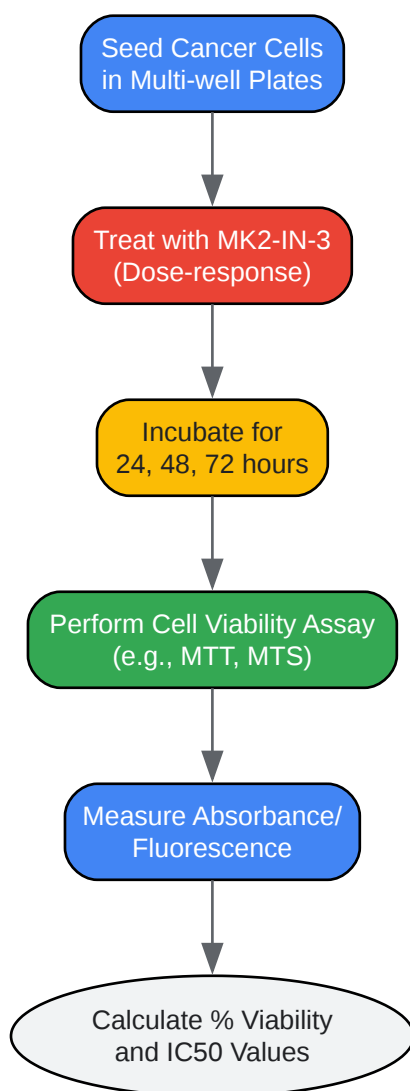 Seed Cancer Cells
in Multi-well Plates
Treat with MK2-IN-3
(Dose-response)
Incubate for
24, 48, 72 hours
Perform Cell Viability Assay
(e.g., MTT, MTS)
Measure Absorbance/
Fluorescence
Calculate % Viability
and IC50 Values